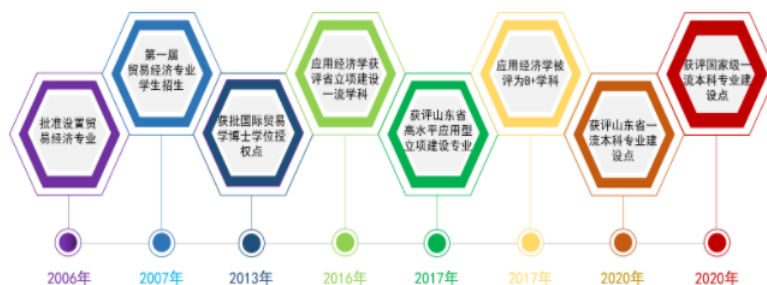 批准设置贸
易经济专业
第一届
贸易经济专业
学生招生
获批国际贸易
学博士学位授
权点
应用经济学获
评省立项建设
一流学科
获评山东省
高水平应用型
立项建设专业
应用经济学被
评为B+学科
获评山东省一
流本科专业建
设点
获评国家级一
流本科专业建
设点
2006年
2007年
2013年
2016年
2017年
2017年
2020年
2020年